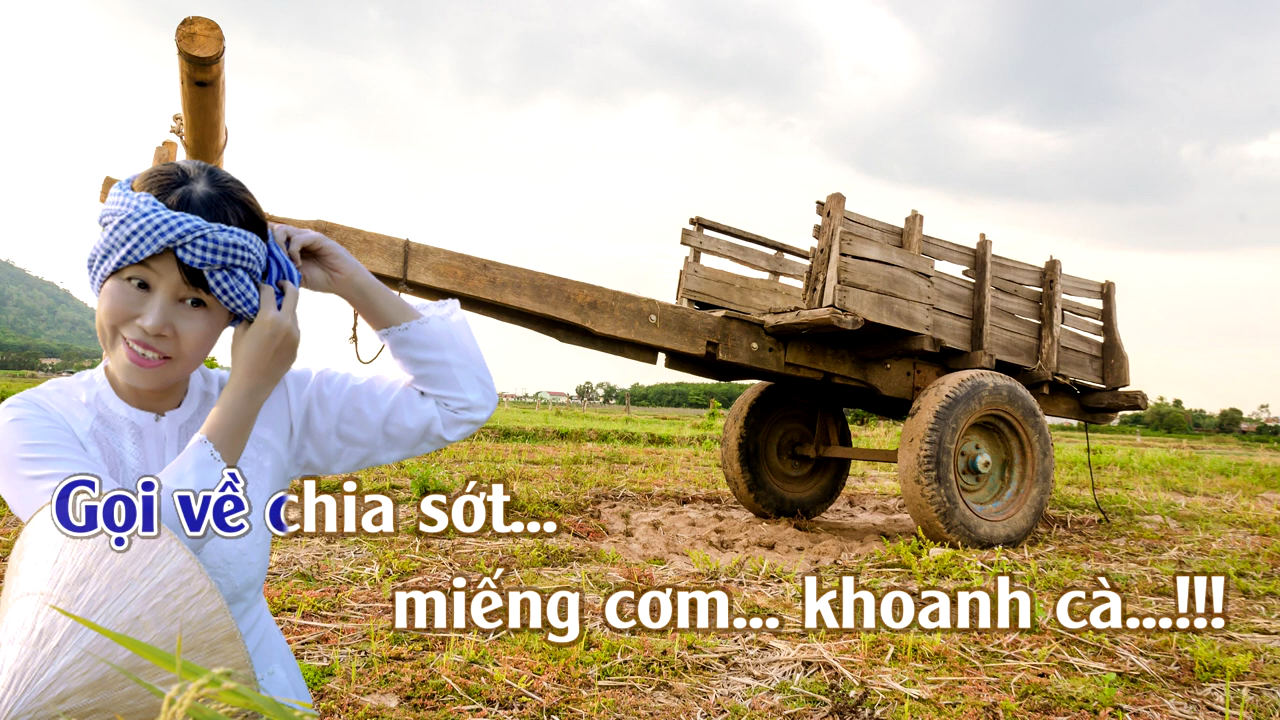 Gọi về chia sớt...
miếng cơm... khoanh cà...!!!